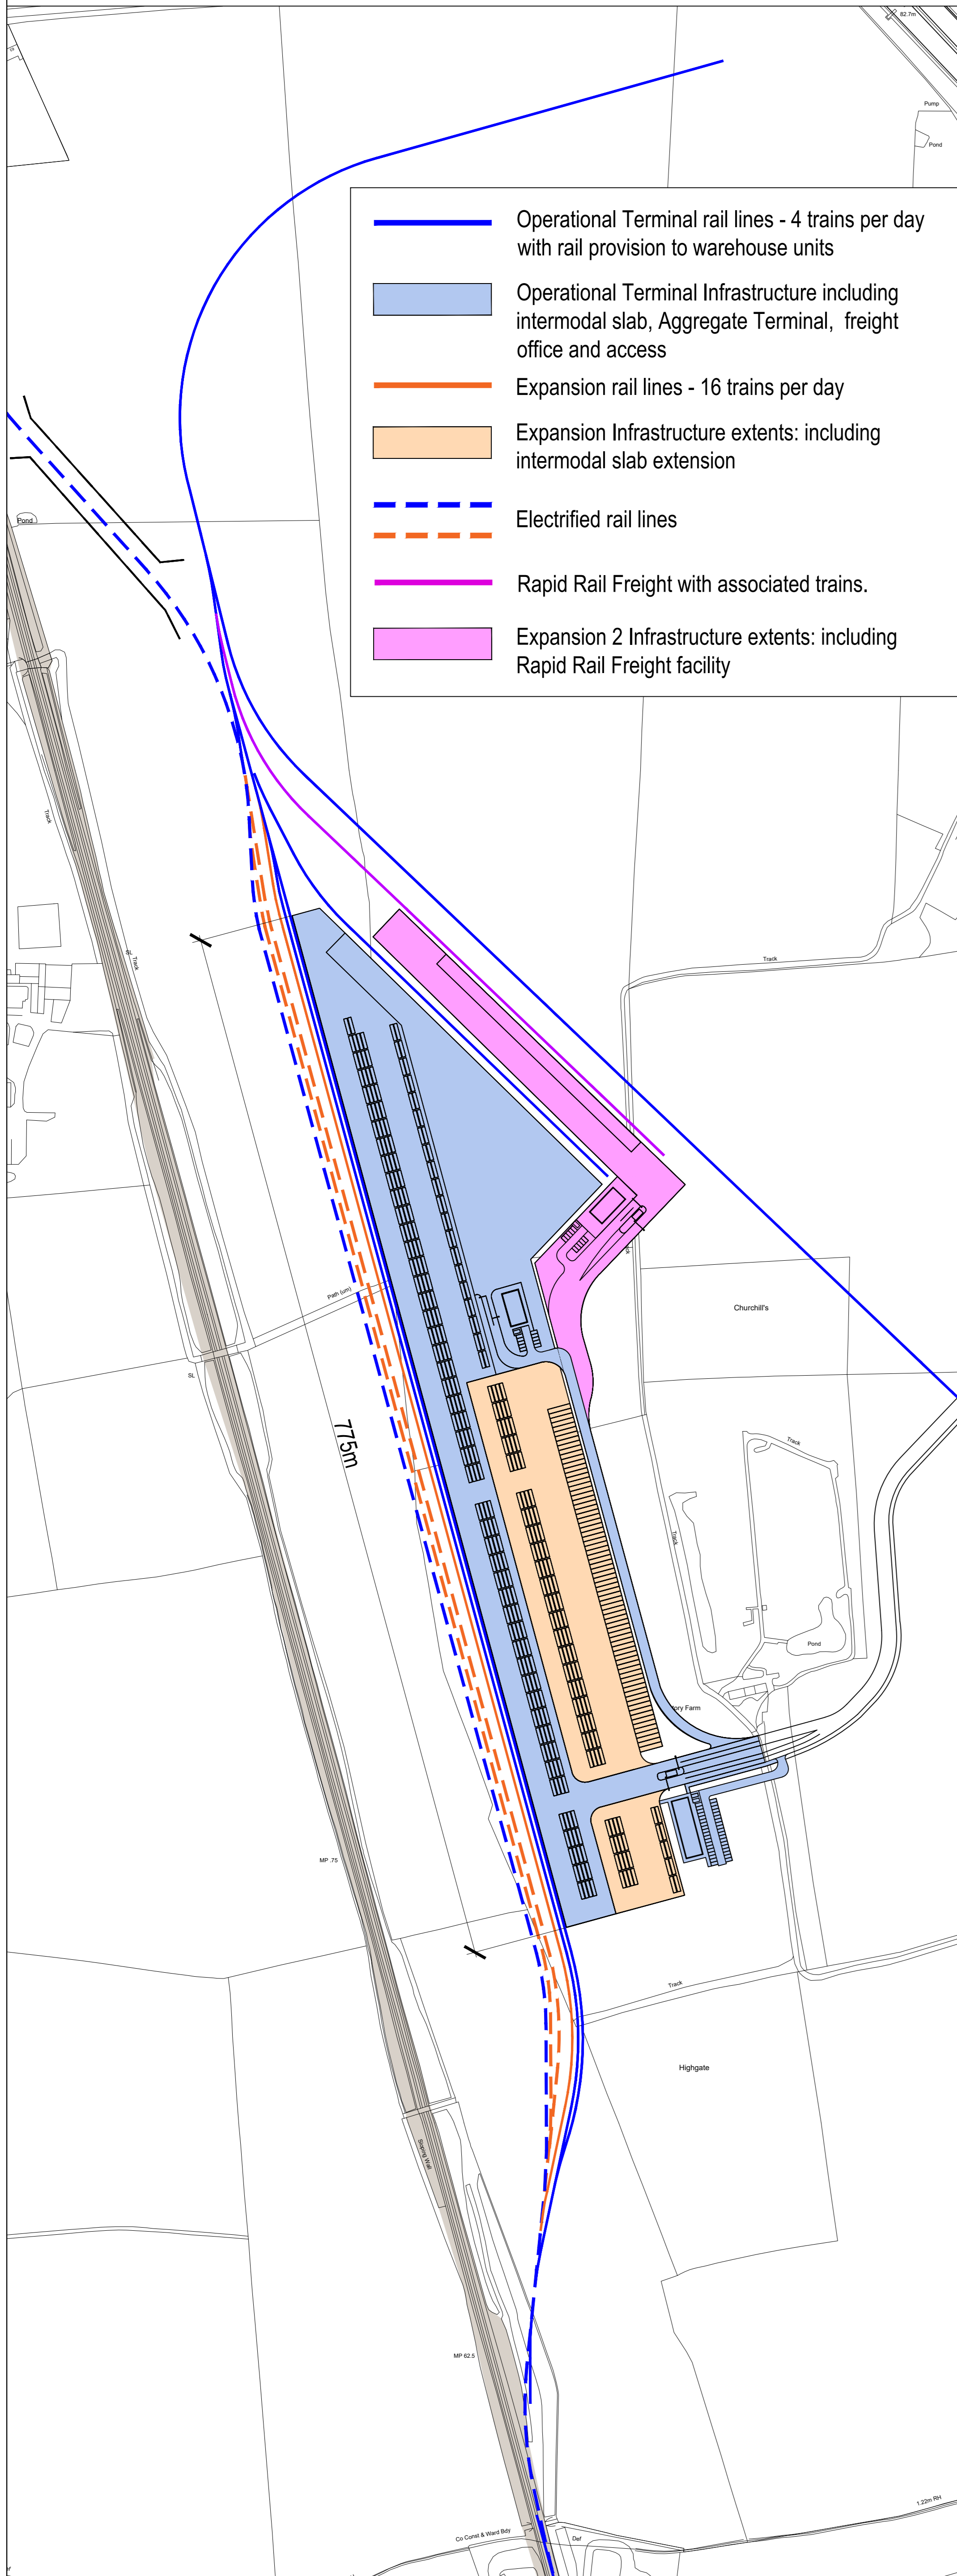 82.7m
Pump
Pond
Operational Terminal rail lines - 4 trains per day
with rail provision to warehouse units
Operational Terminal Infrastructure including
intermodal slab, Aggregate Terminal, freight
office and access
Expansion rail lines - 16 trains per day
Expansion Infrastructure extents: including
intermodal slab extension
Electrified rail lines
Rapid Rail Freight with associated trains.
Expansion 2 Infrastructure extents: including
Rapid Rail Freight facility
Pond
Track
Track
SL
Track
Path (um)
Churchill's
SL
775m
Track
Track
Pond
ory Farm
MP .75
Track
Highgate
Sloping Wall
MP 62.5
1.22m RH
Co Const & Ward Bdy
Def